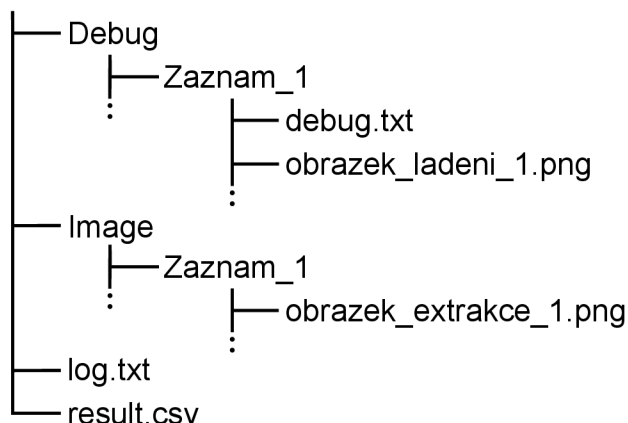 Debug
Zaznam_1
debug.txt
obrazek_ladeni_1.png
Image
Zaznam_1
obrazek_extrakce_1.png
log.txt
result.csv